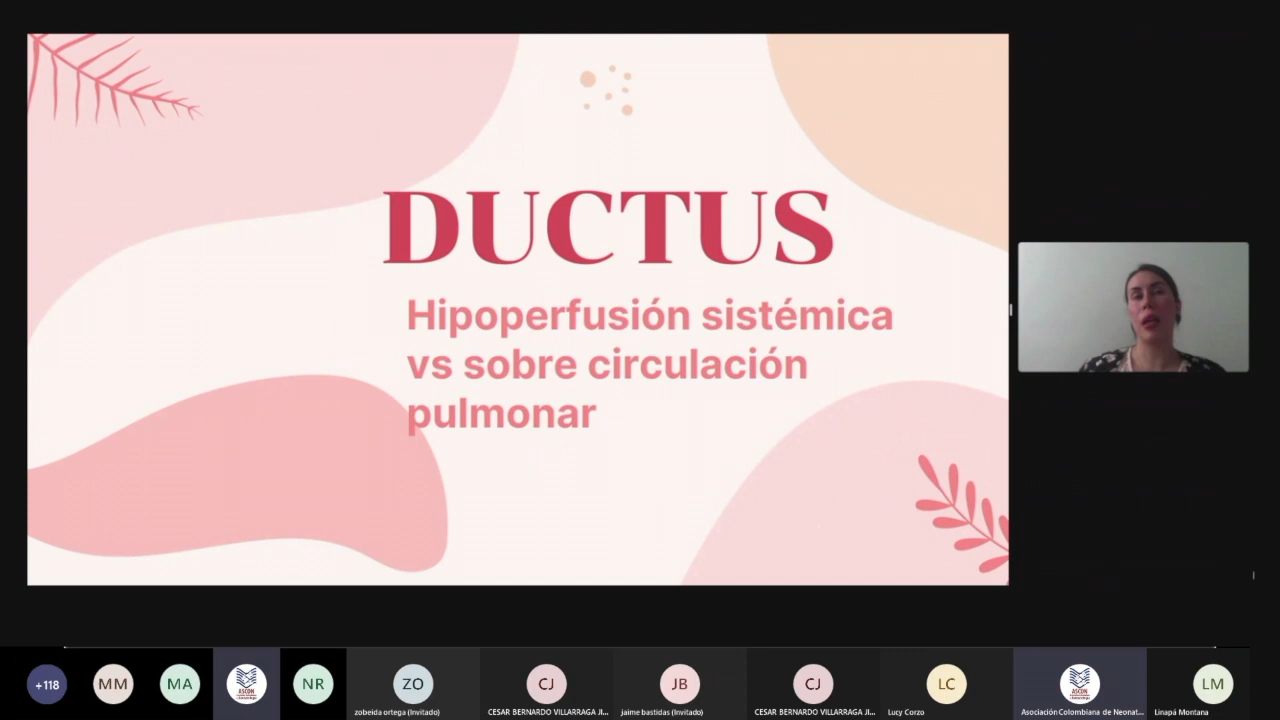 DUCTUS
Hipoperfusión sistémica
vs sobre circulación
pulmonar
+118
MM
MA
ASCON
NR
ZO
zobeida ortega (Invitado)
CJ
CESAR BERNARDO VILLARRAGA JI...
JB
jaime bastidas (Invitado)
CJ
CESAR BERNARDO VILLARRAGA JI...
LC
Lucy Corzo
ASCON
Asociación Colombiana de Neonat...
LM
Linapá Montana